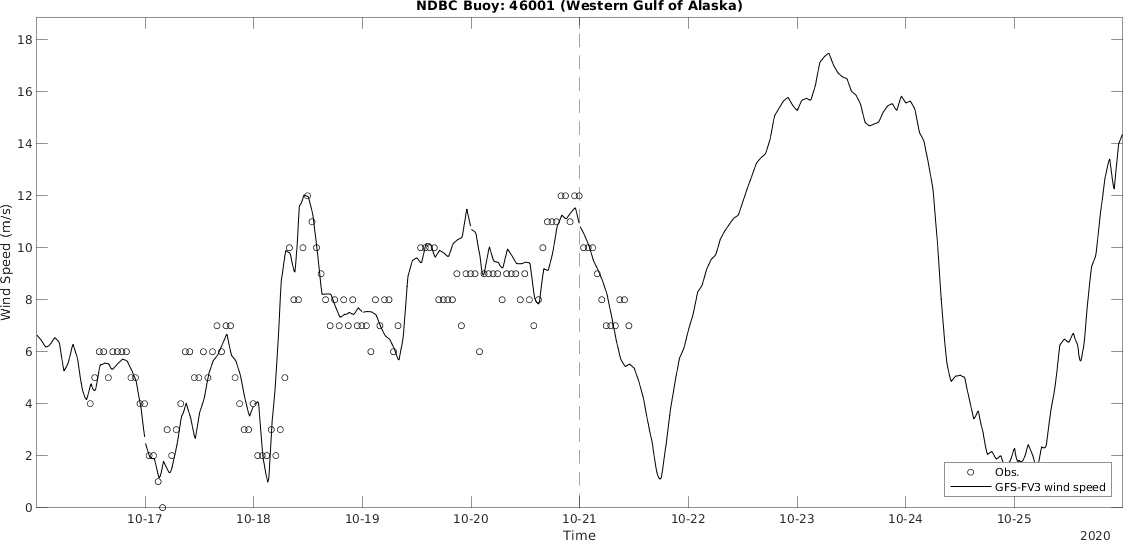 NDBC Buoy: 46001 (Western Gulf of Alaska)
18
16
14
12
10
8
6
4
2
0
Wind Speed (m/s)
10-17 10-18 10-19 10-20 10-21 10-22 10-23 10-24 10-25
Time
2020
Obs.
GFS-FV3 wind speed